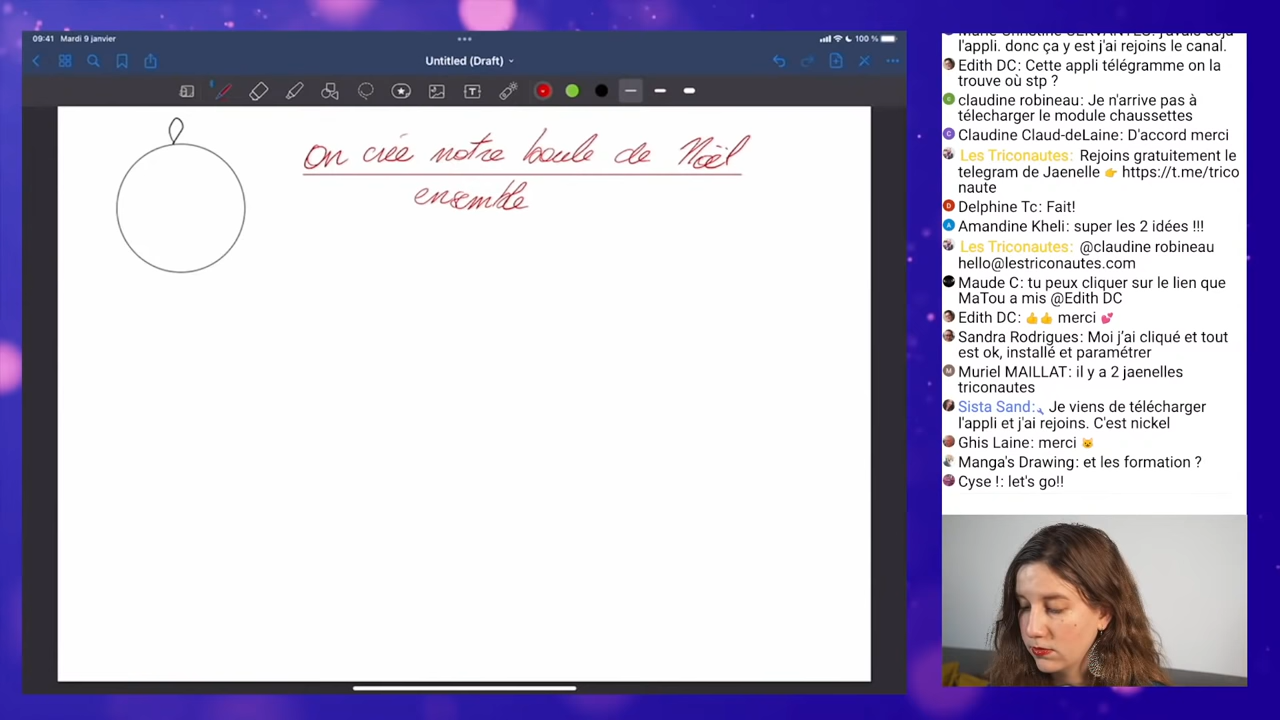 09:41 Mardi 9 janvier
100 %
Untitled (Draft)
On crée notre boule de Noël
ensemble
l'appli. donc ça y est j'ai rejoins le canal.
Edith DC: Cette appli télégramme on la
trouve où stp ?
claudine robineau: Je n'arrive pas à
télecharger le module chaussettes
Claudine Claud-deLaine: D'accord merci
Les Triconautes: Rejoins gratuitement le
telegram de Jaenelle 👉 https://t.me/trico
naute
Delphine Tc: Fait!
Amandine Kheli: super les 2 idées !!!
Les Triconautes: @claudine robineau
hello@lestriconautes.com
Maude C: tu peux cliquer sur le lien que
MaTou a mis @Edith DC
Edith DC: 👍👍 merci 💕
Sandra Rodrigues: Moi j'ai cliqué et tout
est ok, installé et paramétrer
Muriel MAILLAT: il y a 2 jaenelles
triconautes
Sista Sand: Je viens de télécharger
l'appli et j'ai rejoins. C'est nickel
Ghis Laine: merci 😺
Manga's Drawing: et les formation ?
Cyse !: let's go!!